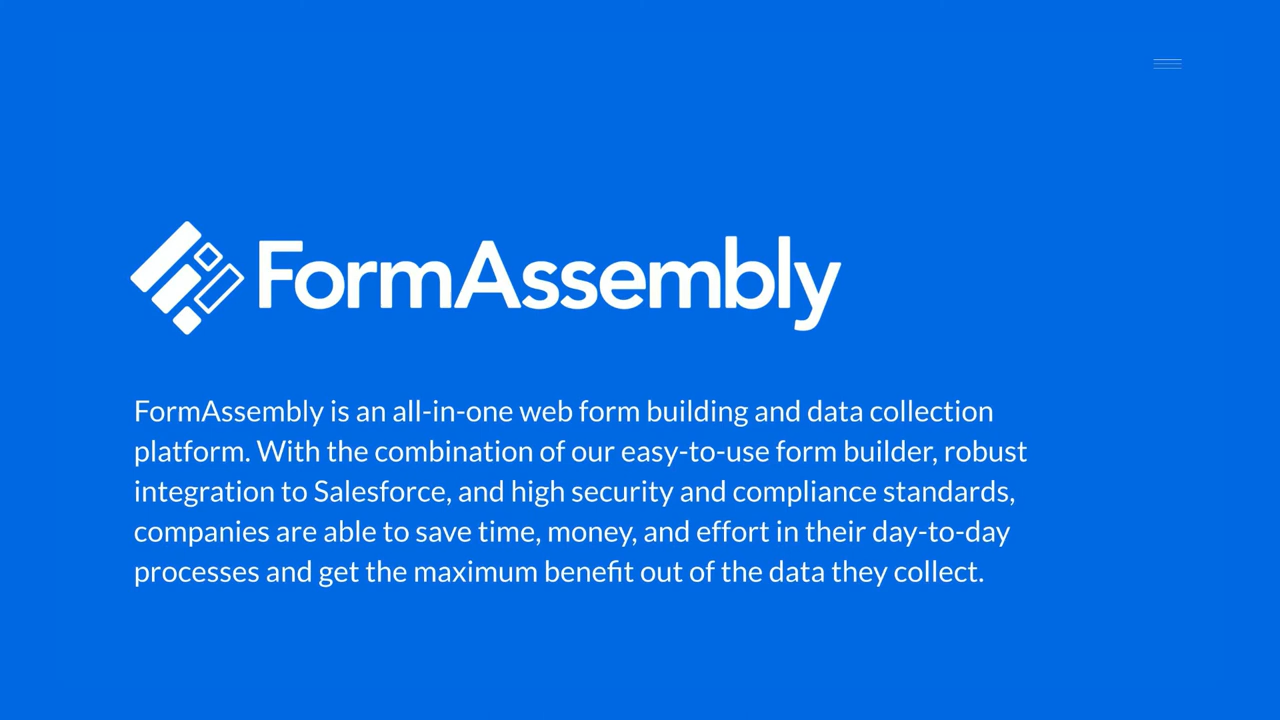 FormAssembly
FormAssembly is an all-in-one web form building and data collection
platform. With the combination of our easy-to-use form builder, robust
integration to Salesforce, and high security and compliance standards,
companies are able to save time, money, and effort in their day-to-day
processes and get the maximum benefit out of the data they collect.